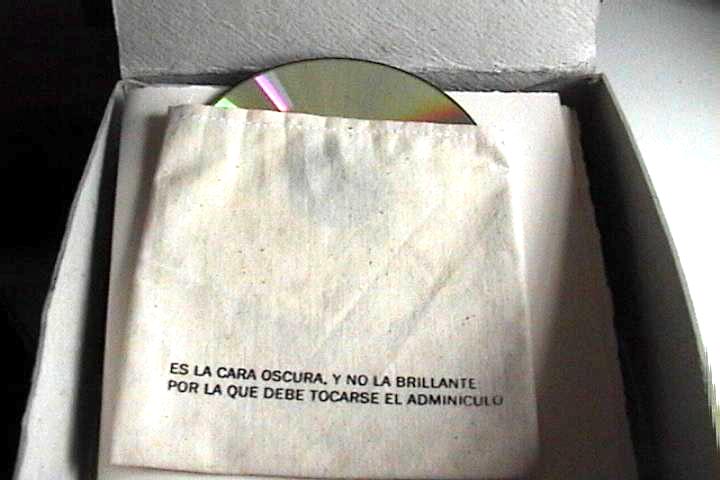 ES LA CARA OSCURA, Y NO LA BRILLANTE
POR LA QUE DEBE TOCARSE EL ADMINICULO